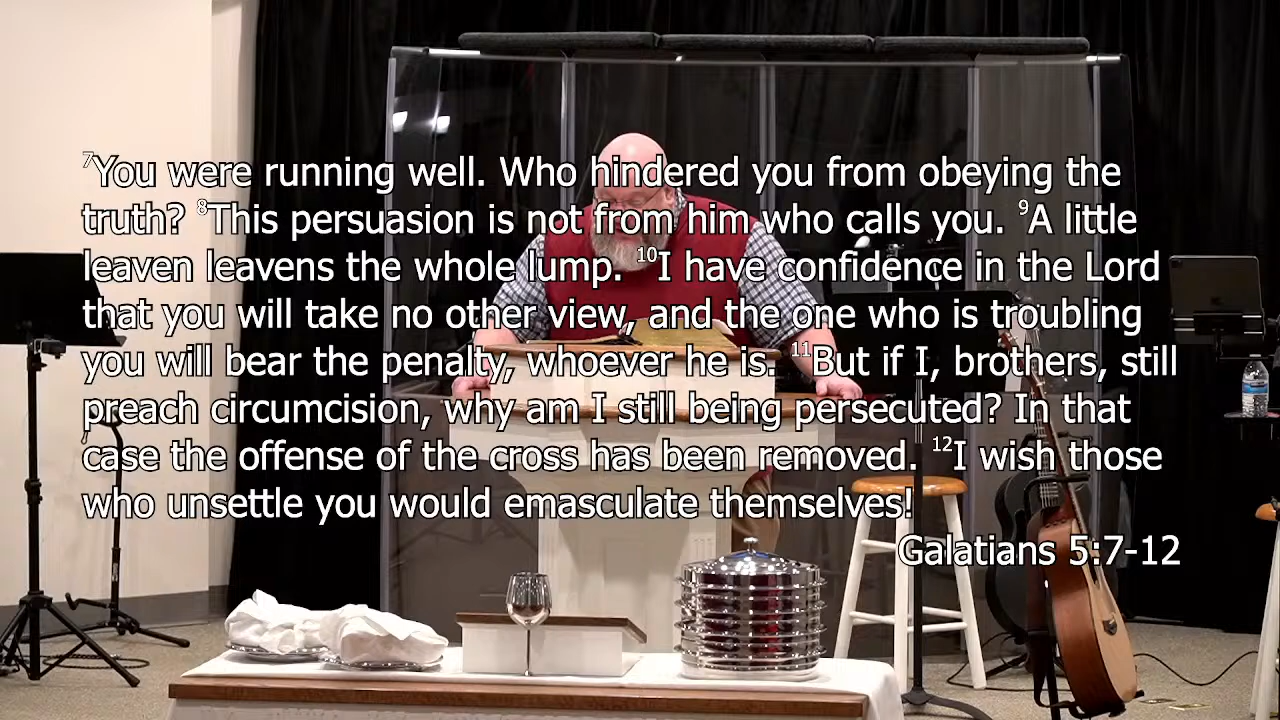 ⁷You were running well. Who hindered you from obeying the
truth? ⁸This persuasion is not from him who calls you. ⁹A little
leaven leavens the whole lump. ¹⁰I have confidence in the Lord
that you will take no other view, and the one who is troubling
you will bear the penalty, whoever he is. ¹¹But if I, brothers, still
preach circumcision, why am I still being persecuted? In that
case the offense of the cross has been removed. ¹²I wish those
who unsettle you would emasculate themselves!
Galatians 5:7-12